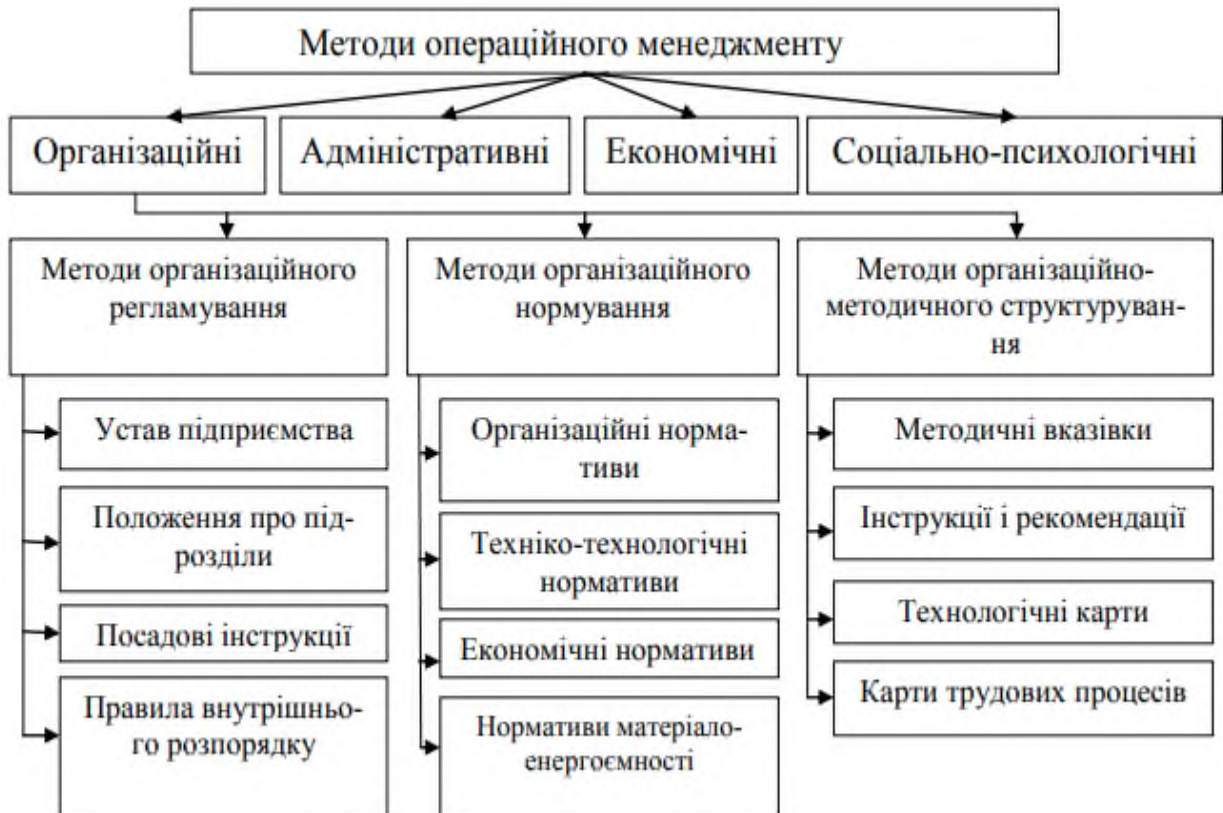 Методи операційного менеджменту
Організаційні
Адміністративні
Економічні
Соціально-психологічні
Методи організаційного
регламування
Методи організаційного
нормування
Методи організаційно-
методичного структуруван-
ня
Устав підприємства
Положення про під-
розділи
Посадові інструкції
Правила внутрішньо-
го розпорядку
Організаційні норма-
тиви
Техніко-технологічні
нормативи
Економічні нормативи
Нормативи матеріало-
енергоємності
Методичні вказівки
Інструкції і рекомендації
Технологічні карти
Карти трудових процесів